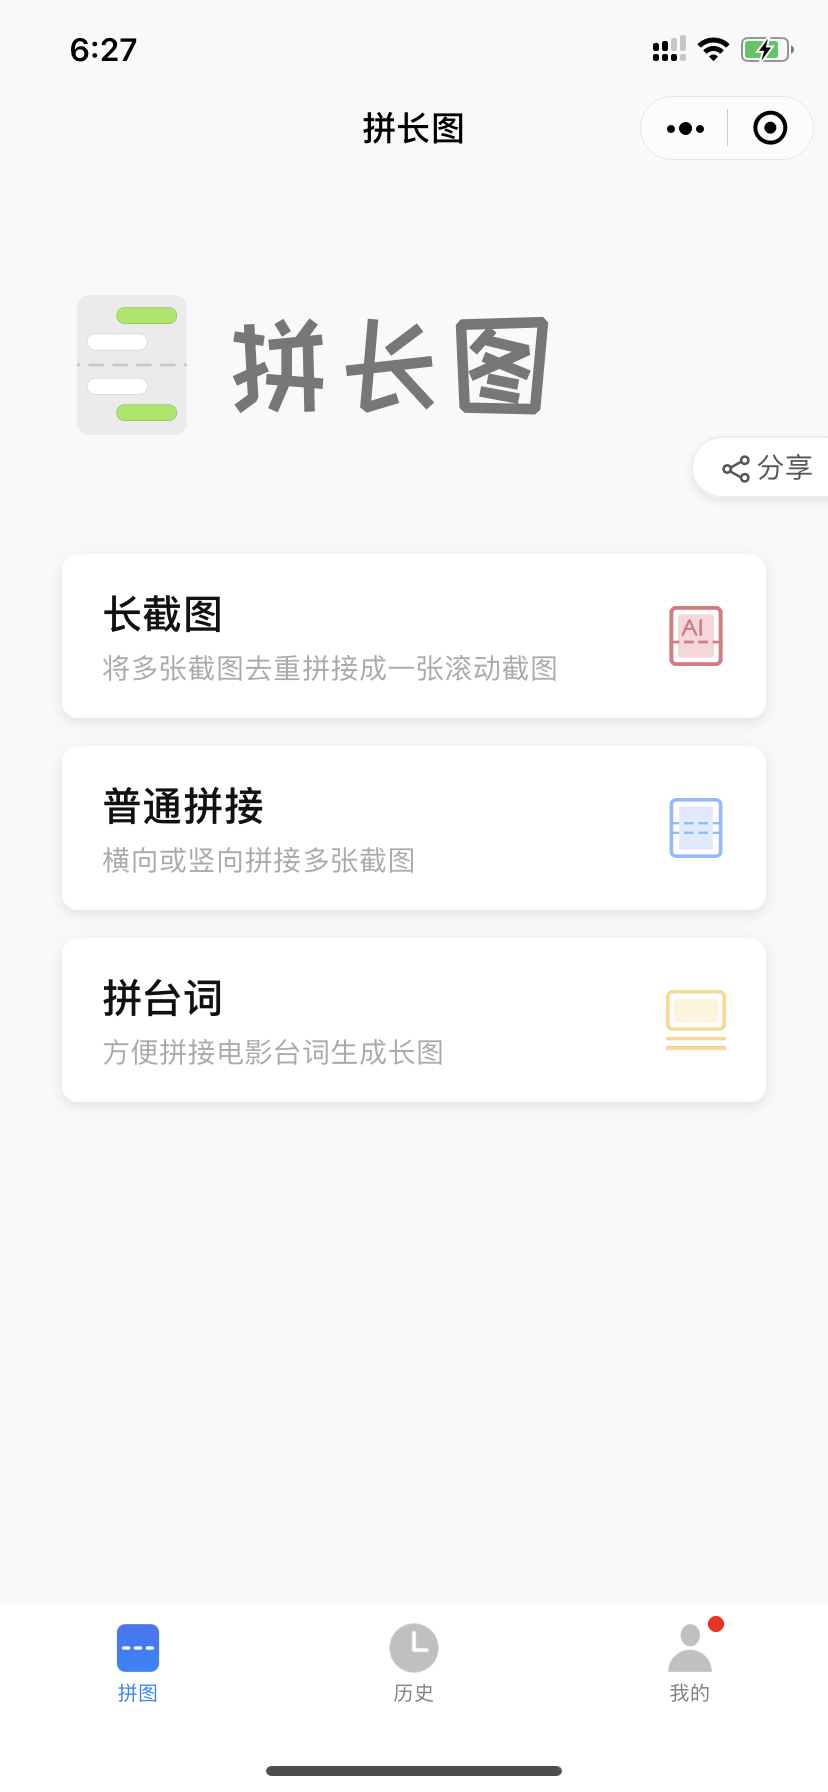 6:27
拼长图
拼长图
分享
长截图
将多张截图去重拼接成一张滚动截图
AI
普通拼接
横向或竖向拼接多张截图
拼台词
方便拼接电影台词生成长图
拼图
历史
我的